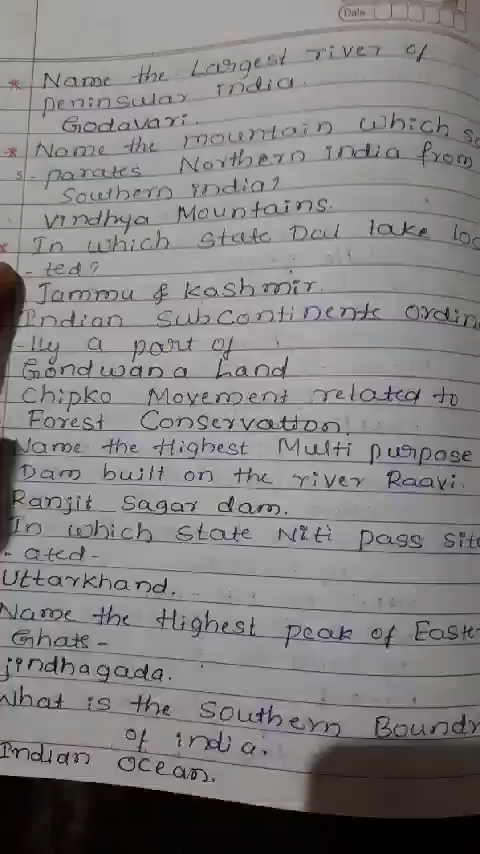 Date
* Name the Largest river of
peninsular india.
Godavari.
* Name the mountain which se
s - parates Northern india from
Southern india?
Vindhya Mountains.
* In which State Dal lake loc
- ted?
Jammu & Kashmir.
Indian Subcontinent ordin
-lly a part of
Gondwana Land
Chipko Movement related to
Forest Conservation.
Name the Highest Multi purpose
Dam built on the river Raavi.
Ranjit Sagar dam.
In which State Niti pass Sit
- ated -
Uttarkhand.
Name the Highest peak of Easte
Ghats -
jindhagada.
What is the Southern Boundr
of india.
Indian Ocean.